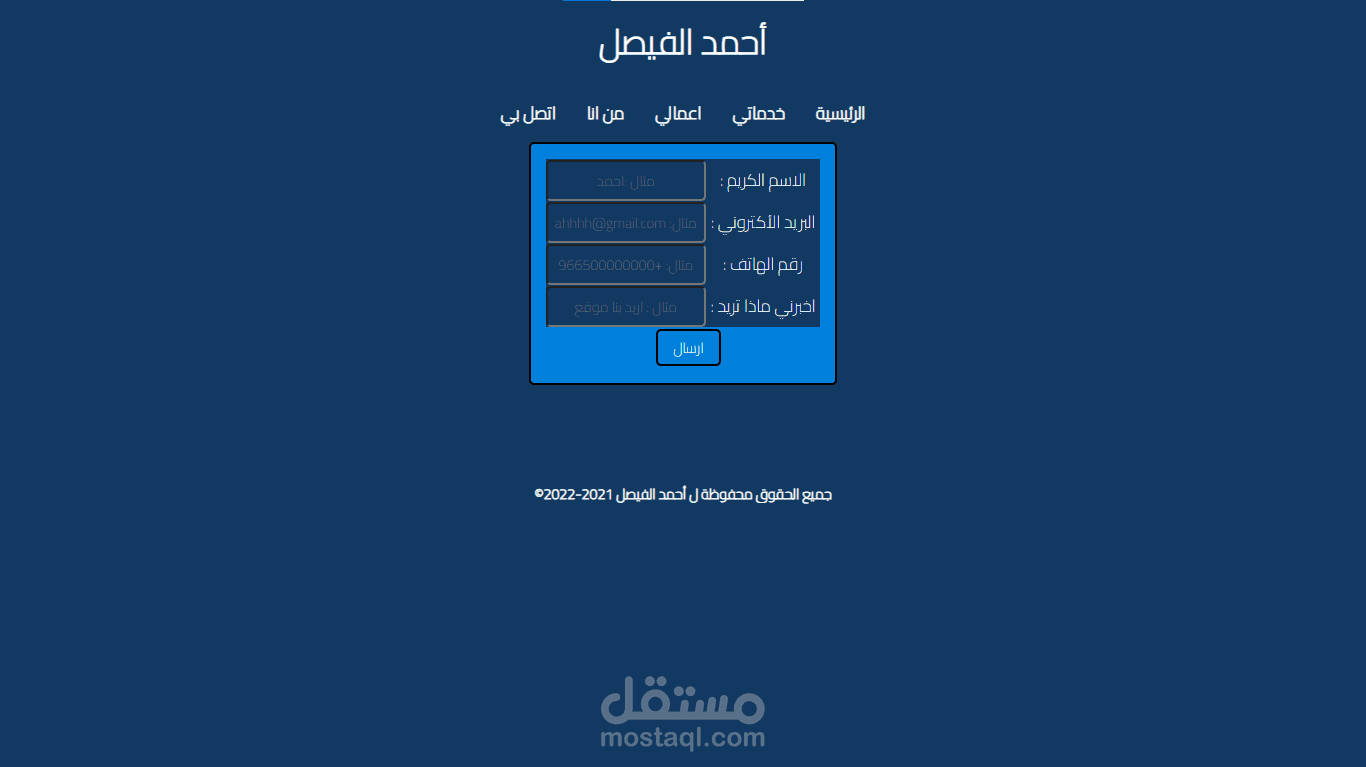 أحمد الفيصل
الرئيسية خدماتي اعمالي من انا اتصل بي
الاسم الكريم : مثال :احمد
البريد الأكتروني : مثال: ahhhh@gmail.com
رقم الهاتف : مثال: +966500000000
اخبرني ماذا تريد : مثال : اريد بنا موقع
ارسال
جميع الحقوق محفوظة ل أحمد الفيصل 2021-2022©
مستقل
mostaql.com